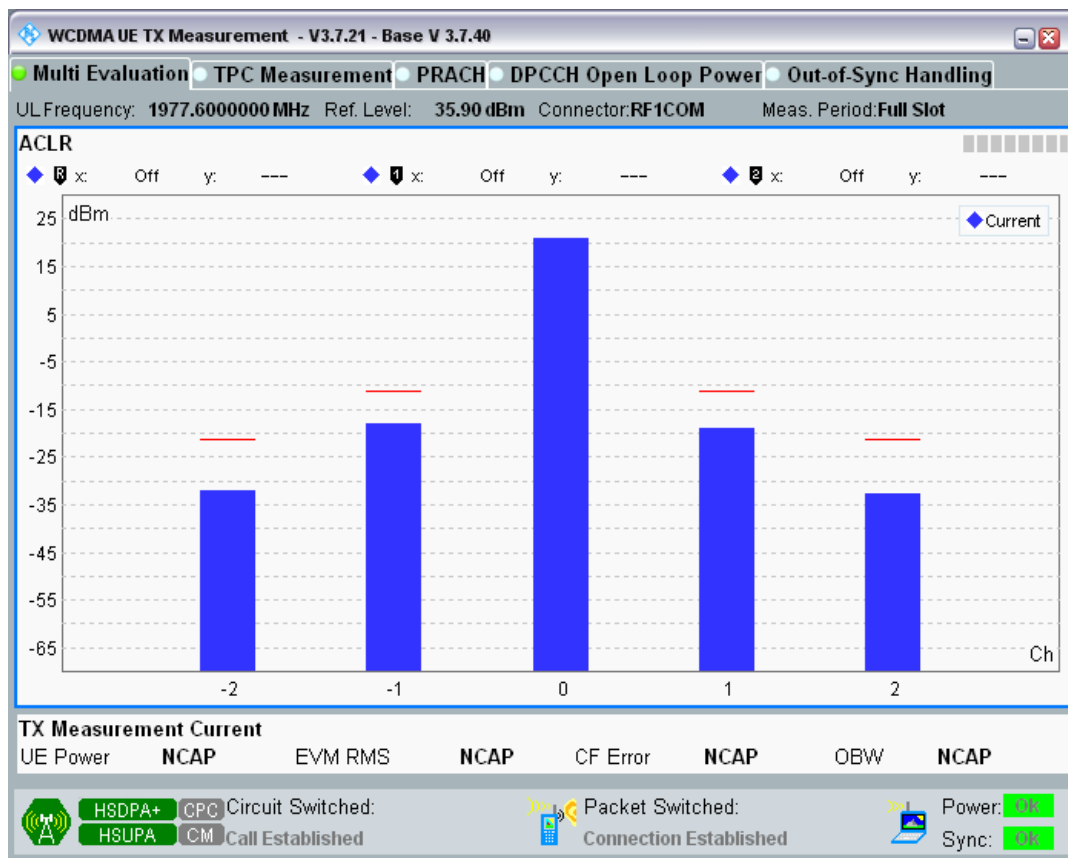 WCDMA UE TX Measurement - V3.7.21 - Base V 3.7.40
Multi Evaluation TPC Measurement PRACH DPCCH Open Loop Power Out-of-Sync Handling
UL Frequency: 1977.6000000 MHz Ref. Level: 35.90 dBm Connector:RF1COM Meas. Period:Full Slot
ACLR
R x: Off y: --- 1 x: Off y: --- 2 x: Off y: ---
dBm
Current
25
15
5
-5
-15
-25
-35
-45
-55
-65
Ch
-2 -1 0 1 2
TX Measurement Current
UE Power NCAP EVM RMS NCAP CF Error NCAP OBW NCAP
HSDPA+ CPC Circuit Switched: Packet Switched: Power: OK
HSUPA CM Call Established Connection Established Sync: OK